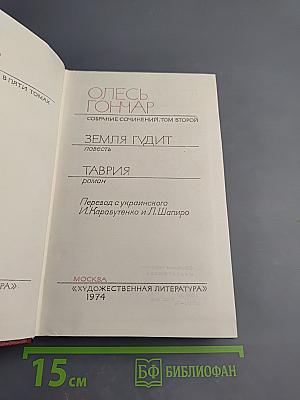 В ПЯТИ ТОМАХ
ОЛЕСЬ
ГОНЧАР
СОБРАНИЕ СОЧИНЕНИЙ. ТОМ ВТОРОЙ
ЗЕМЛЯ ГУДИТ
повесть
ТАВРИЯ
роман
Перевод с украинского
И. Карабутенко и Л. Шапиро
МОСКВА
«ХУДОЖЕСТВЕННАЯ ЛИТЕРАТУРА»
1974
15 см
БФ БИБЛИОФАН